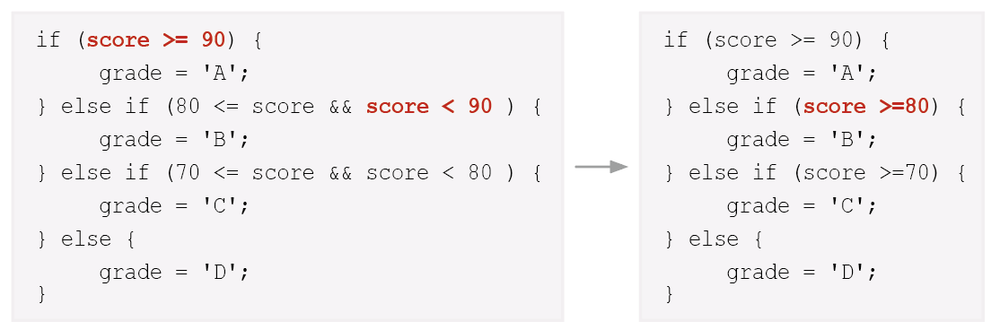 if (score >= 90) {
grade = 'A';
} else if (80 <= score && score < 90 ) {
grade = 'B';
} else if (70 <= score && score < 80 ) {
grade = 'C';
} else {
grade = 'D';
}
if (score >= 90) {
grade = 'A';
} else if (score >=80) {
grade = 'B';
} else if (score >=70) {
grade = 'C';
} else {
grade = 'D';
}